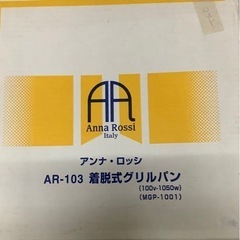 AR
Anna Rossi
Italy
アンナ・ロッシ
AR-103 着脱式グリルパン
(100v-1050w)
(MGP-1001)